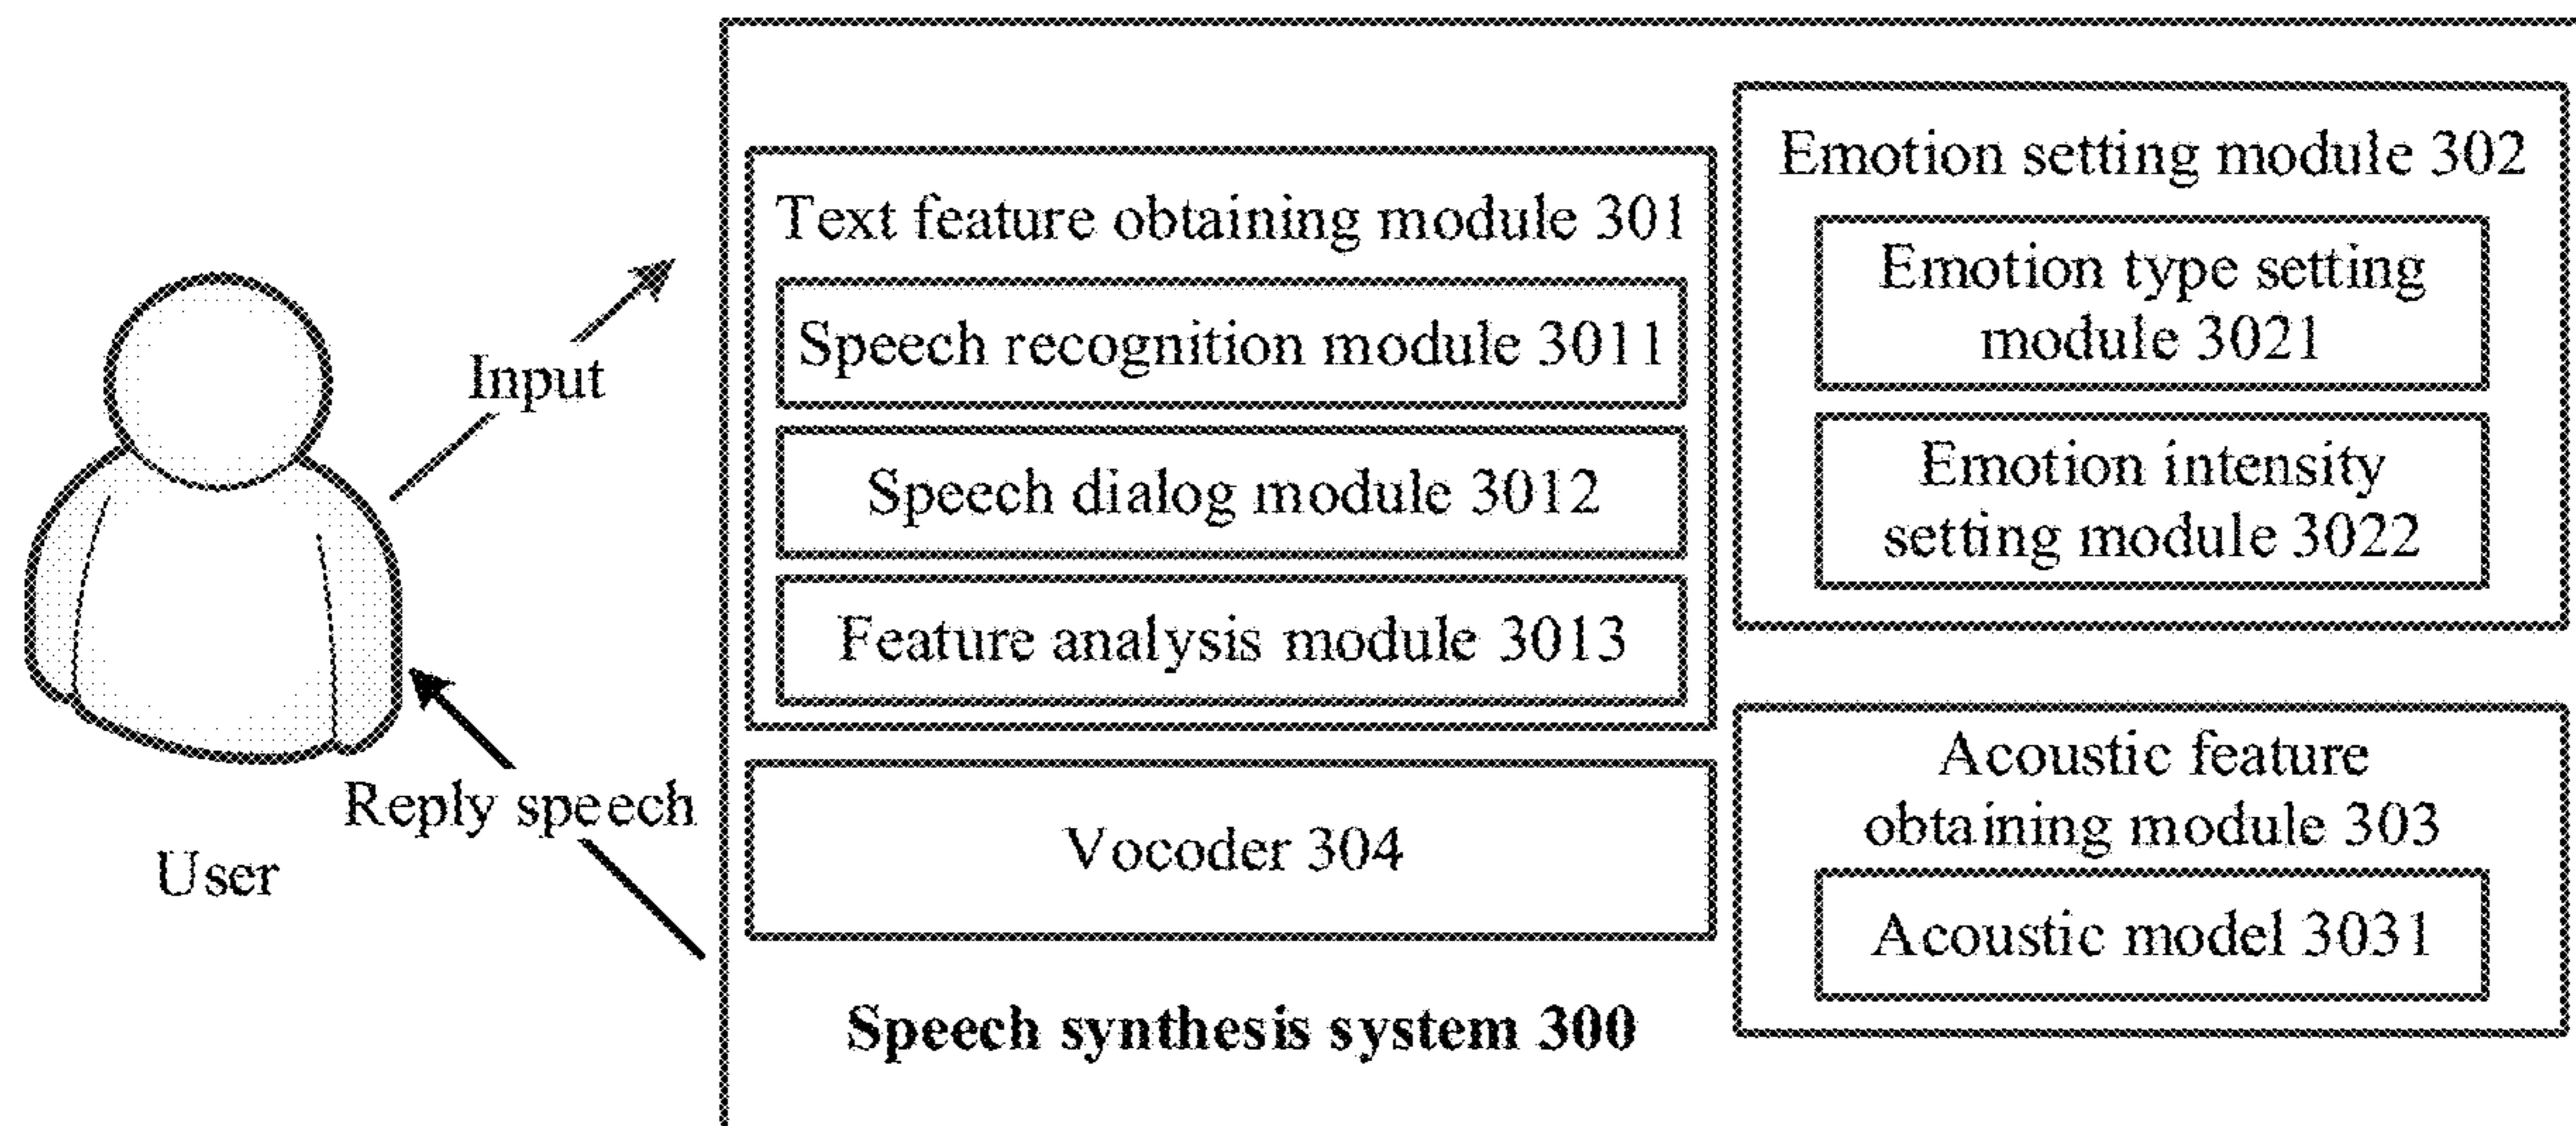 Input
Reply speech
User
Text feature obtaining module 301
Speech recognition module 3011
Speech dialog module 3012
Feature analysis module 3013
Vocoder 304
Speech synthesis system 300
Emotion setting module 302
Emotion type setting
module 3021
Emotion intensity
setting module 3022
Acoustic feature
obtaining module 303
Acoustic model 3031